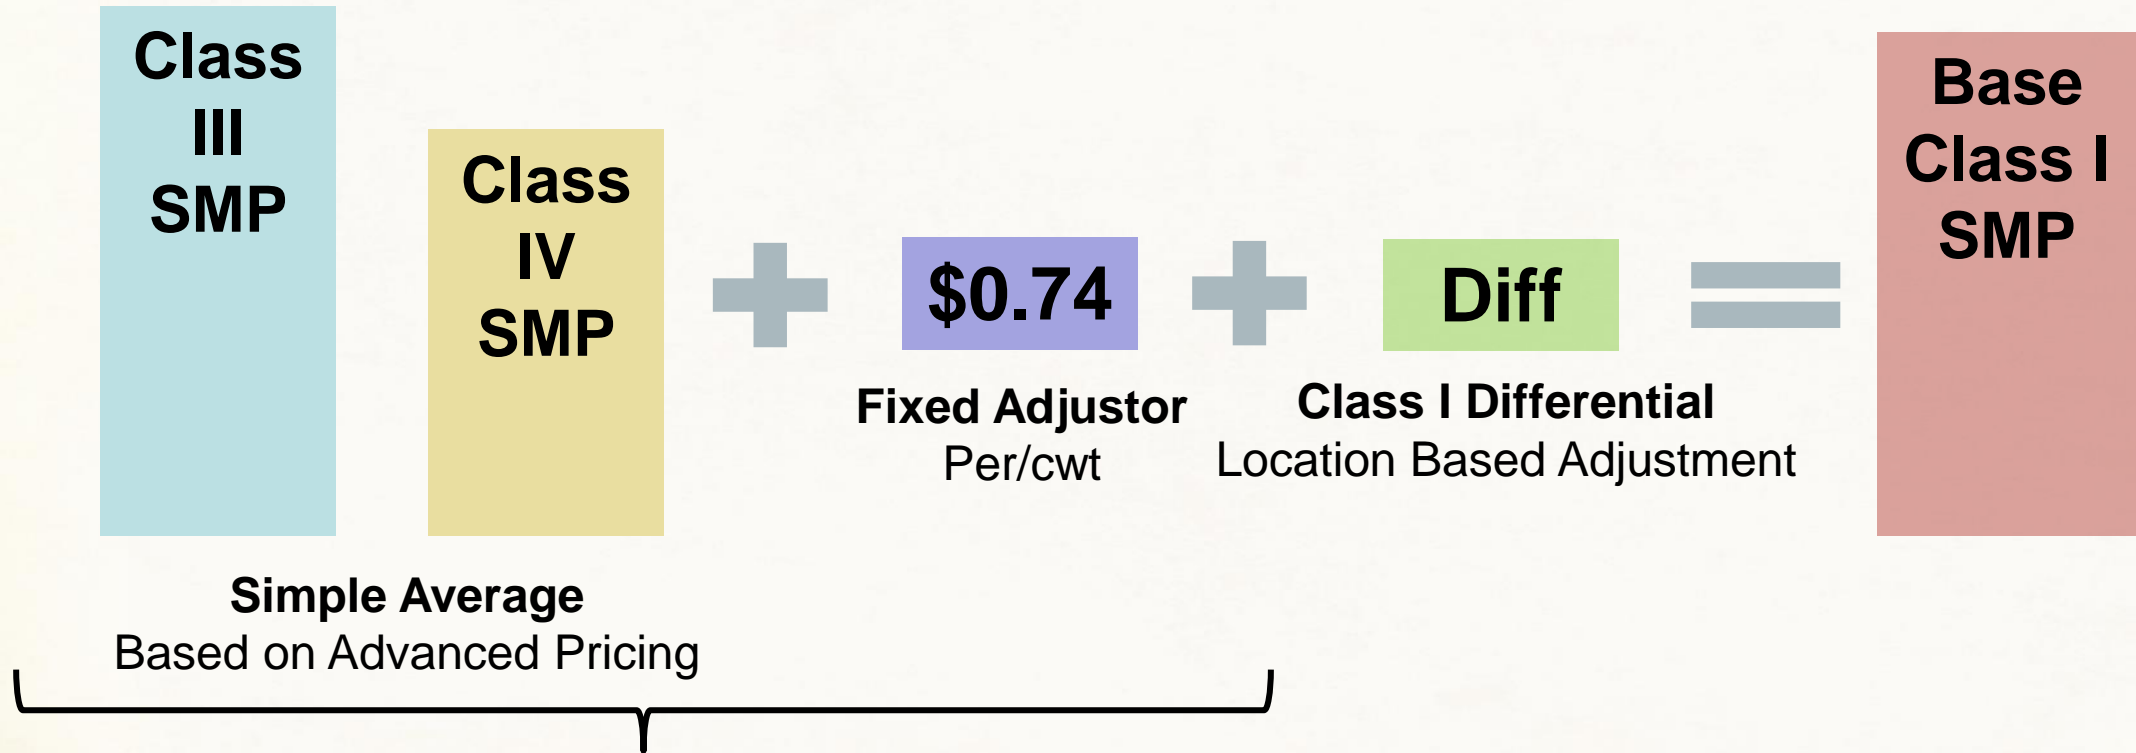 Class
III
SMP
Class
IV
SMP
$0.74
Diff
Base
Class I
SMP
Fixed Adjustor
Per/cwt
Class I Differential
Location Based Adjustment
Simple Average
Based on Advanced Pricing